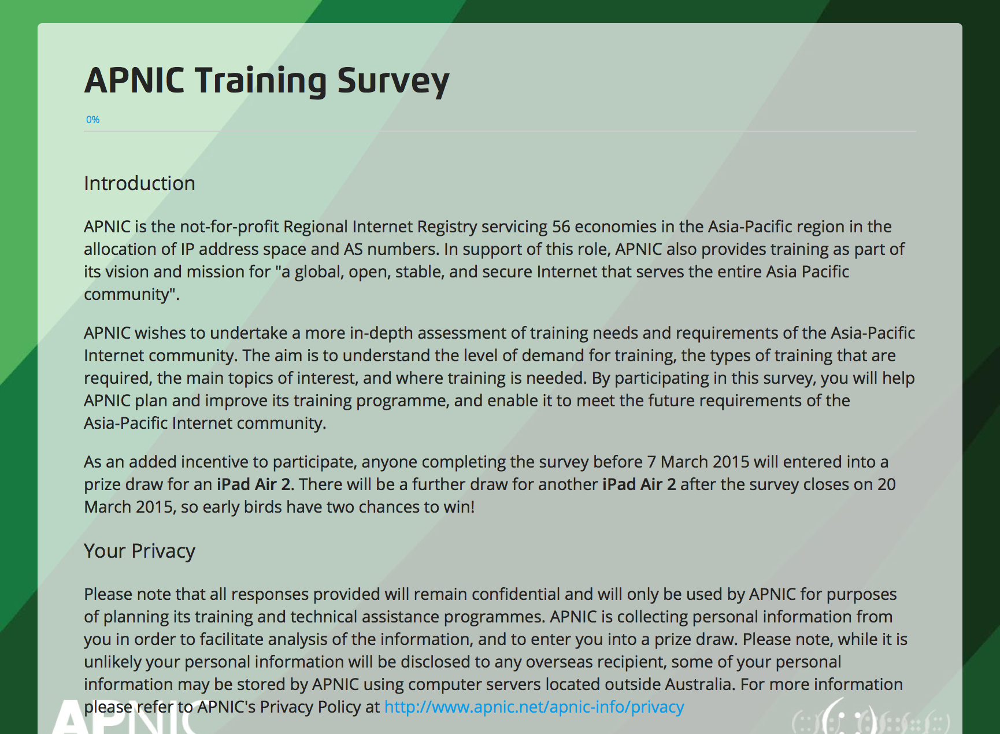 APNIC Training Survey
0%
Introduction
APNIC is the not-for-profit Regional Internet Registry servicing 56 economies in the Asia-Pacific region in the
allocation of IP address space and AS numbers. In support of this role, APNIC also provides training as part of
its vision and mission for "a global, open, stable, and secure Internet that serves the entire Asia Pacific
community".
APNIC wishes to undertake a more in-depth assessment of training needs and requirements of the Asia-Pacific
Internet community. The aim is to understand the level of demand for training, the types of training that are
required, the main topics of interest, and where training is needed. By participating in this survey, you will help
APNIC plan and improve its training programme, and enable it to meet the future requirements of the
Asia-Pacific Internet community.
As an added incentive to participate, anyone completing the survey before 7 March 2015 will entered into a
prize draw for an iPad Air 2. There will be a further draw for another iPad Air 2 after the survey closes on 20
March 2015, so early birds have two chances to win!
Your Privacy
Please note that all responses provided will remain confidential and will only be used by APNIC for purposes
of planning its training and technical assistance programmes. APNIC is collecting personal information from
you in order to facilitate analysis of the information, and to enter you into a prize draw. Please note, while it is
unlikely your personal information will be disclosed to any overseas recipient, some of your personal
information may be stored by APNIC using computer servers located outside Australia. For more information
please refer to APNIC's Privacy Policy at http://www.apnic.net/apnic-info/privacy
APNIC